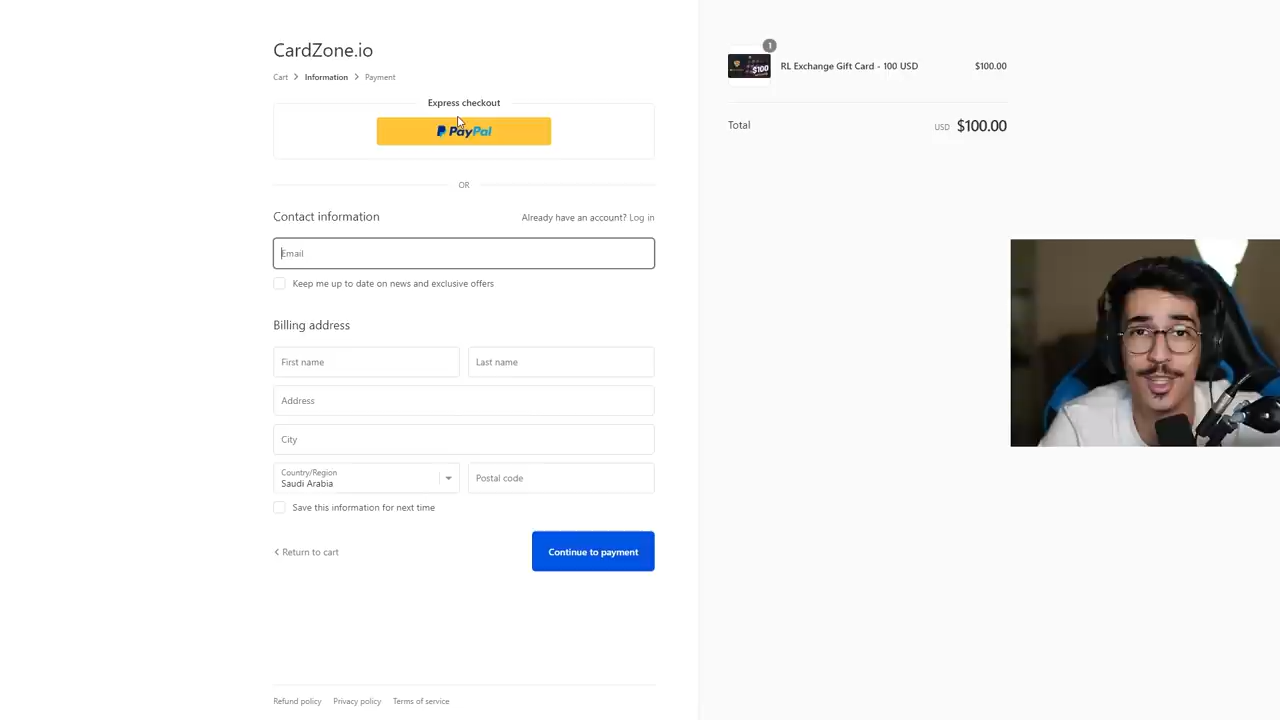 CardZone.io
Cart > Information > Payment
Express checkout
PayPal
OR
Contact information
Already have an account? Log in
Email
Keep me up to date on news and exclusive offers
Billing address
First name
Last name
Address
City
Country/Region
Saudi Arabia
Postal code
Save this information for next time
< Return to cart
Continue to payment
Refund policy
Privacy policy
Terms of service
1
$100
RL Exchange Gift Card - 100 USD
$100.00
Total
USD $100.00